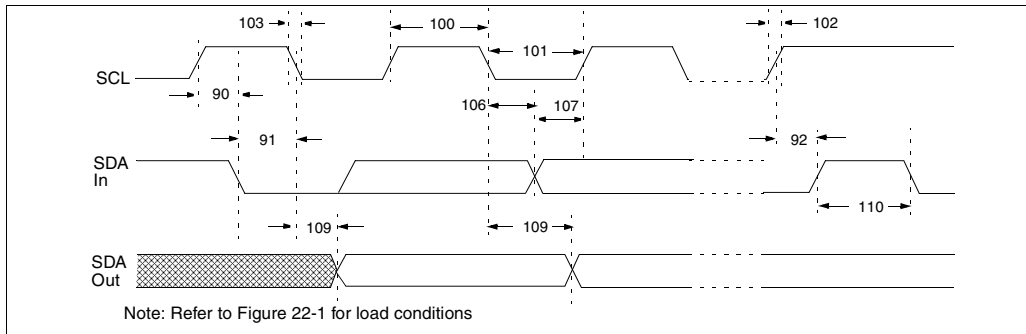 103
100
102
101
SCL
90
106
107
91
92
SDA
In
110
109
109
SDA
Out
Note: Refer to Figure 22-1 for load conditions